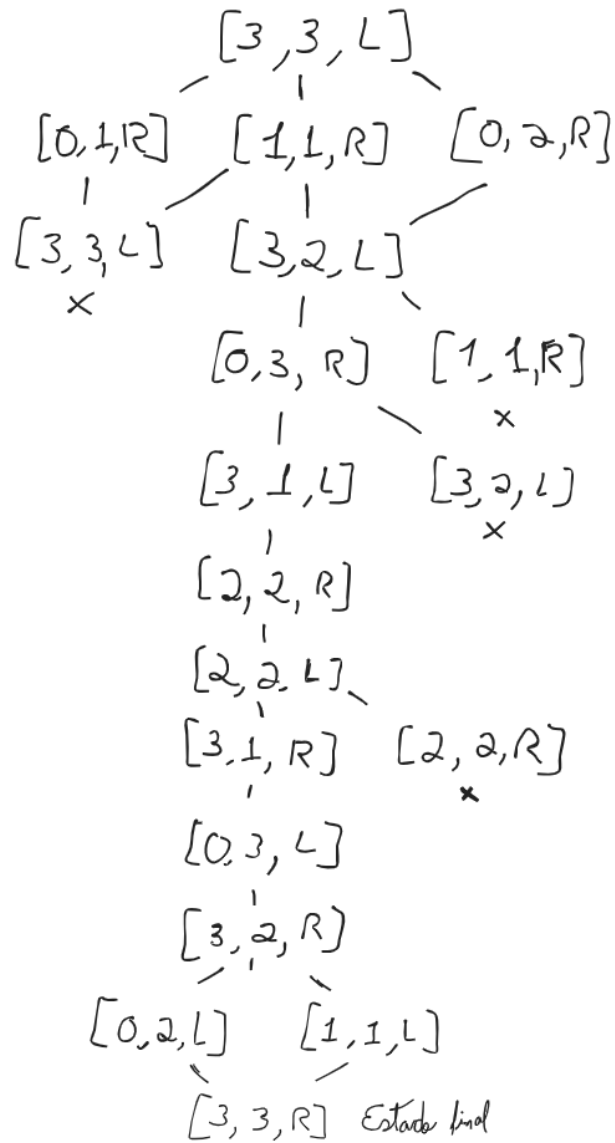 [3, 3, L]
[0, 1, R] [1, 1, R] [0, 2, R]
[3, 3, L] [3, 2, L]
x
[0, 3, R] [1, 1, R]
x
[3, 1, L] [3, 2, L]
x
[2, 2, R]
[2, 2, L]
[3, 1, R] [2, 2, R]
x
[0, 3, L]
[3, 2, R]
[0, 2, L] [1, 1, L]
[3, 3, R] Estado final